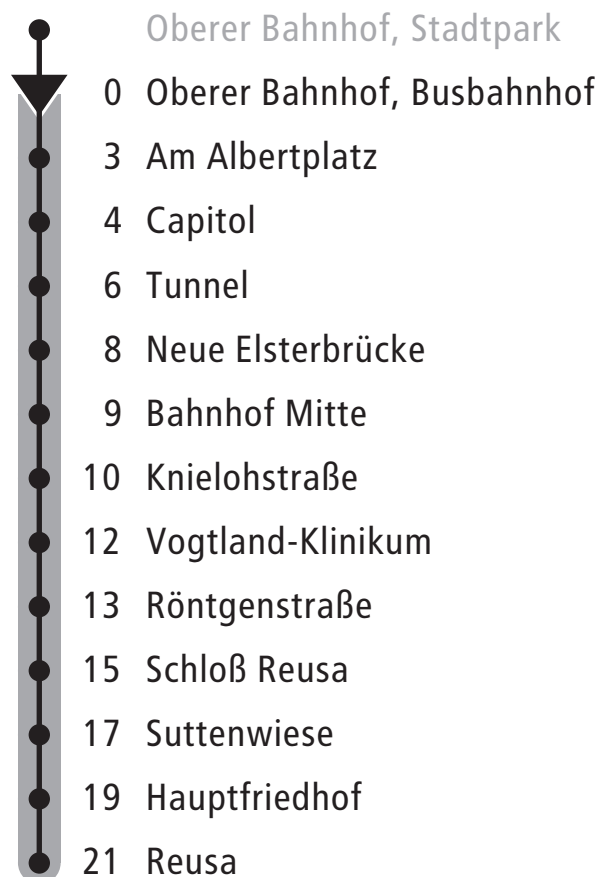 Oberer Bahnhof, Stadtpark
0 Oberer Bahnhof, Busbahnhof
3 Am Albertplatz
4 Capitol
6 Tunnel
8 Neue Elsterbrücke
9 Bahnhof Mitte
10 Knielohstraße
12 Vogtland-Klinikum
13 Röntgenstraße
15 Schloß Reusa
17 Suttenwiese
19 Hauptfriedhof
21 Reusa